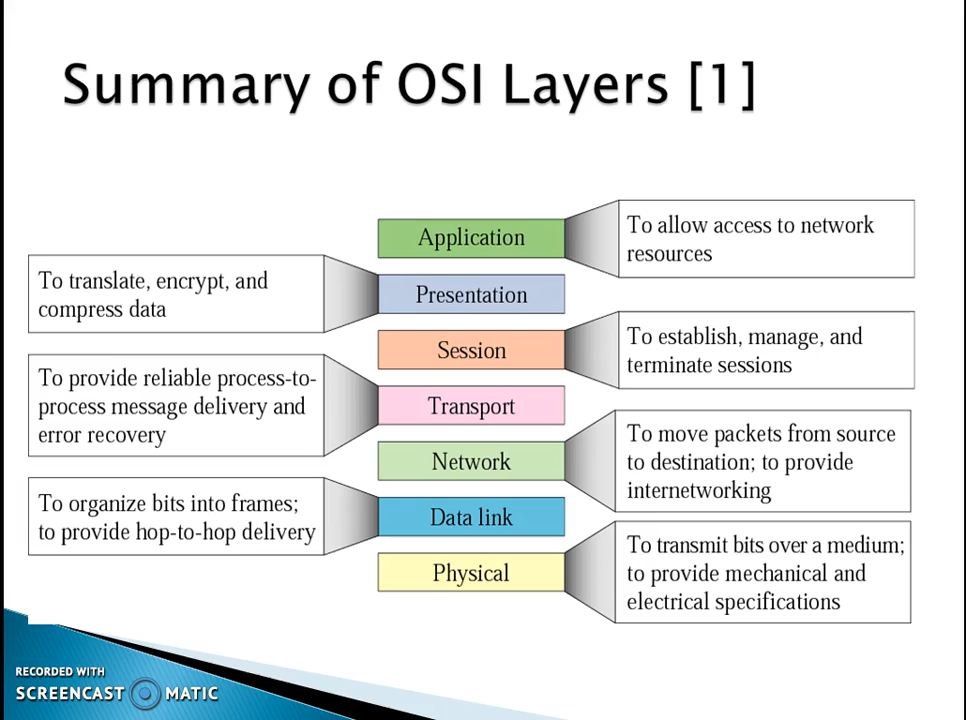 Summary of OSI Layers [1]
Application
To allow access to network
resources
To translate, encrypt, and
compress data
Presentation
Session
To establish, manage, and
terminate sessions
To provide reliable process-to-
process message delivery and
error recovery
Transport
Network
To move packets from source
to destination; to provide
internetworking
To organize bits into frames;
to provide hop-to-hop delivery
Data link
Physical
To transmit bits over a medium;
to provide mechanical and
electrical specifications
RECORDED WITH
SCREENCAST MATIC